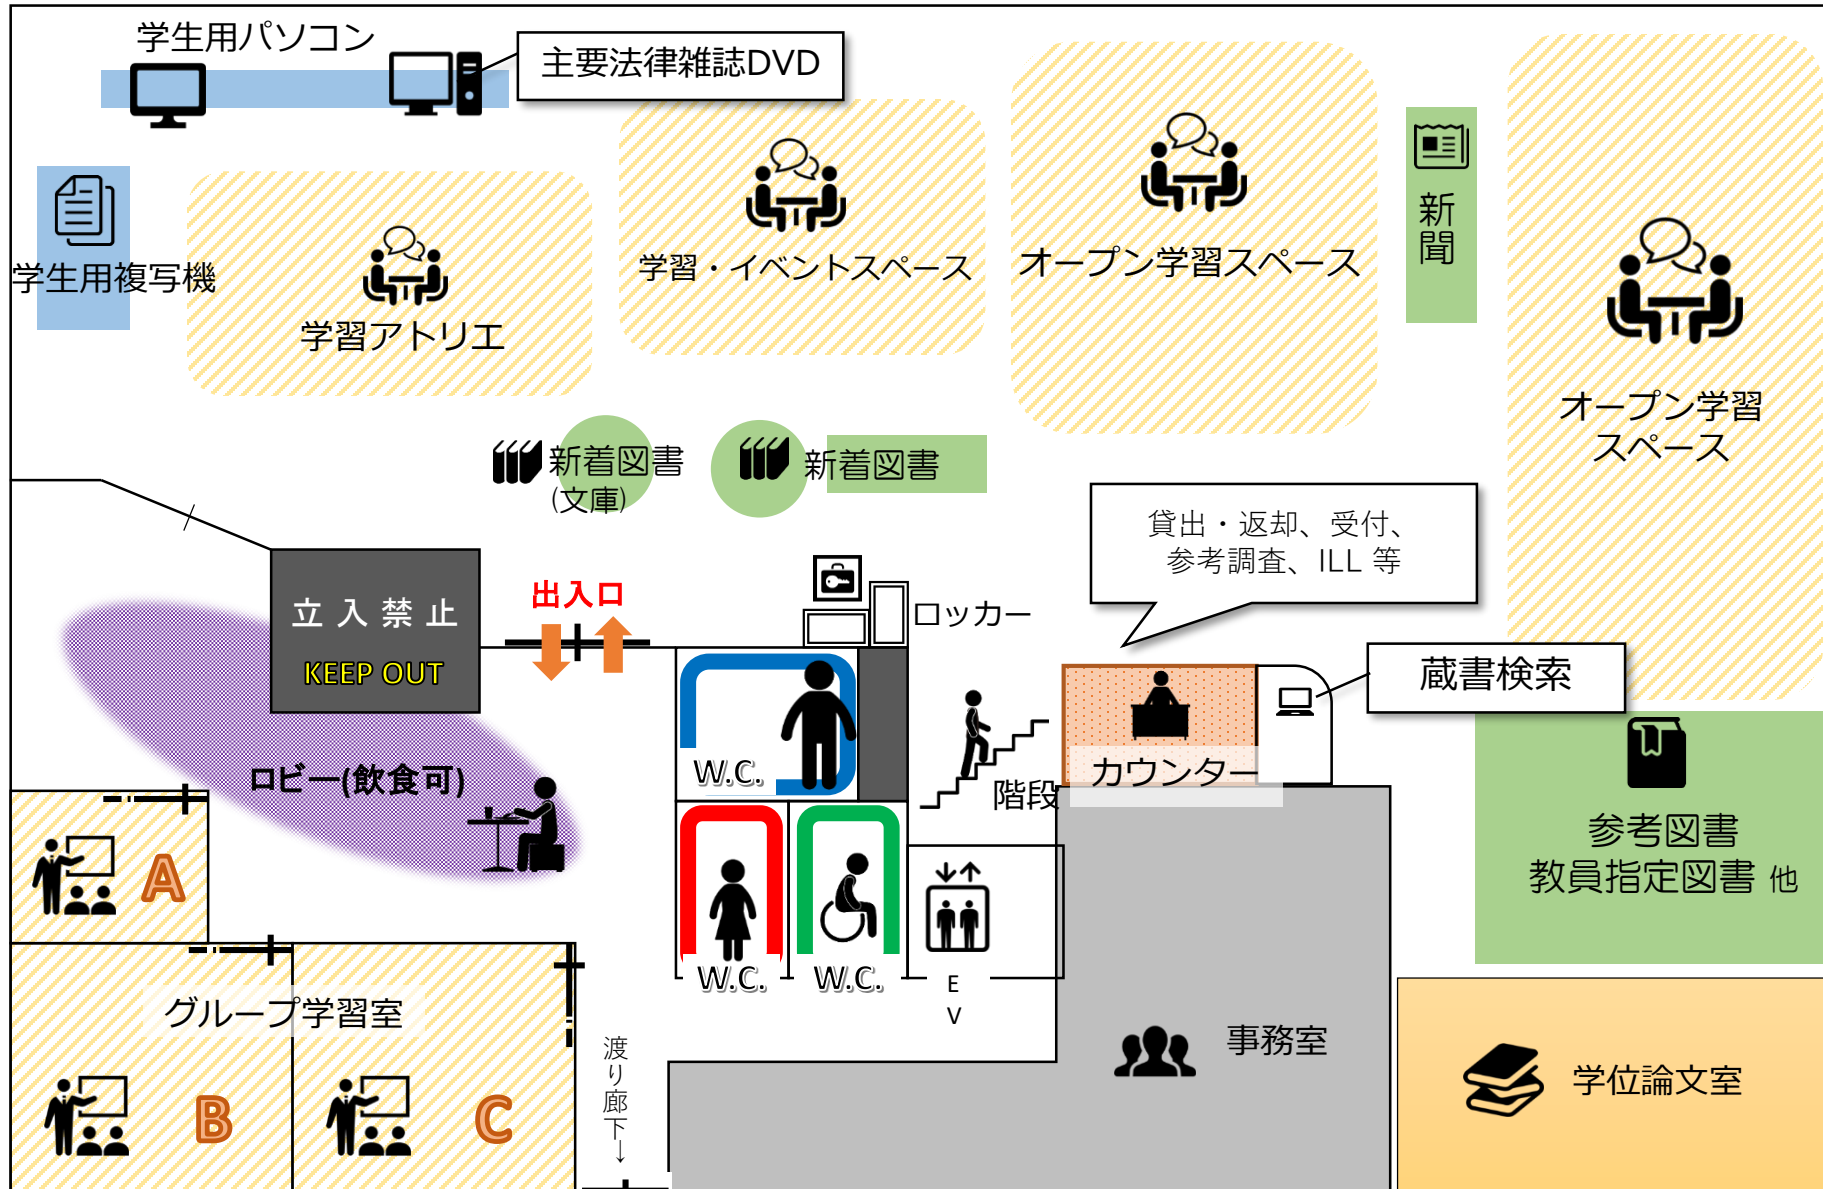 学生用パソコン
主要法律雑誌DVD
学生用複写機
学習アトリエ
学習・イベントスペース
オープン学習スペース
新聞
オープン学習
スペース
新着図書
(文庫)
新着図書
貸出・返却、受付、
参考調査、ILL 等
立入禁止
KEEP OUT
出入口
ロッカー
蔵書検索
W.C.
階段
カウンター
ロビー(飲食可)
A
参考図書
教員指定図書 他
W.C.
W.C.
E
V
グループ学習室
B
C
渡り廊下→
事務室
学位論文室